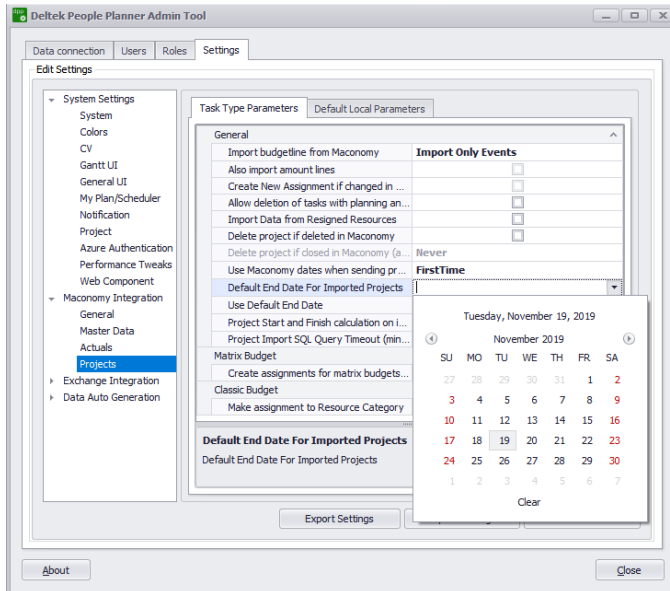 dpp
Deltek People Planner Admin Tool
Data connection Users Roles Settings
Edit Settings
System Settings
System
Colors
CV
Gantt UI
General UI
My Plan/Scheduler
Notification
Project
Azure Authentication
Performance Tweaks
Web Component
Maconomy Integration
General
Master Data
Actuals
Projects
Exchange Integration
Data Auto Generation
Task Type Parameters Default Local Parameters
General
Import budgetline from Maconomy Import Only Events
Also import amount lines
Create New Assignment if changed in ...
Allow deletion of tasks with planning an...
Import Data from Resigned Resources
Delete project if deleted in Maconomy
Delete project if closed in Maconomy (a... Never
Use Maconomy dates when sending pr... FirstTime
Default End Date For Imported Projects
Use Default End Date
Project Start and Finish calculation on i...
Project Import SQL Query Timeout (min...
Matrix Budget
Create assignments for matrix budgets...
Classic Budget
Make assignment to Resource Category
Default End Date For Imported Projects
Default End Date For Imported Projects
Tuesday, November 19, 2019
November 2019
SU MO TU WE TH FR SA
27 28 29 30 31 1 2
3 4 5 6 7 8 9
10 11 12 13 14 15 16
17 18 19 20 21 22 23
24 25 26 27 28 29 30
1 2 3 4 5 6 7
Clear
Export Settings
About Close